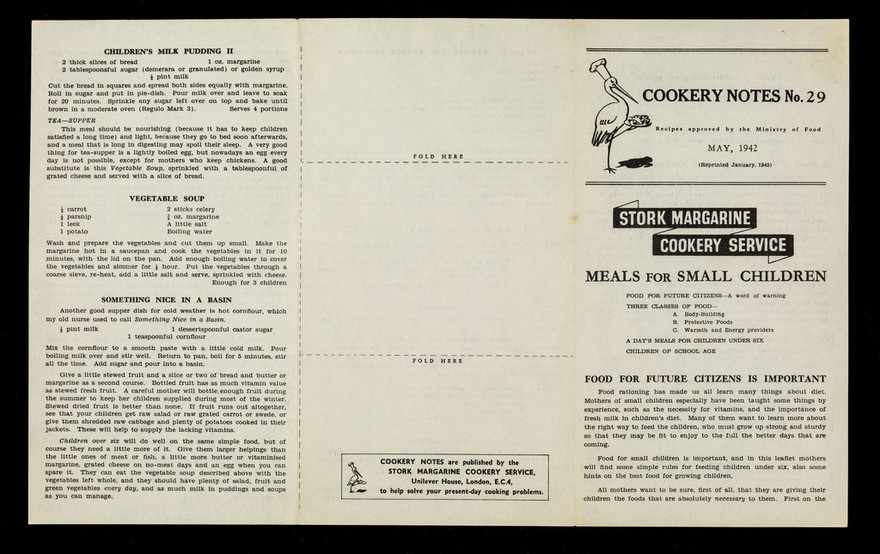 CHILDREN'S MILK PUDDING II
2 thick slices of bread 1 oz. margarine
2 tablespoonsful sugar (demerara or granulated) or golden syrup
½ pint milk
Cut the bread in squares and spread both sides equally with margarine.
Roll in sugar and put in pie-dish. Pour milk over and leave to soak
for 20 minutes. Sprinkle any sugar left over on top and bake until
brown in a moderate oven (Regulo Mark 3). Serves 4 portions
TEA—SUPPER
This meal should be nourishing (because it has to keep children
satisfied a long time) and light, because they go to bed soon afterwards,
and a meal that is long in digesting may spoil their sleep. A very good
thing for tea-supper is a lightly boiled egg, but nowadays an egg every
day is not possible, except for mothers who keep chickens. A good
substitute is this Vegetable Soup, sprinkled with a tablespoonful of
grated cheese and served with a slice of bread.
VEGETABLE SOUP
½ carrot 2 sticks celery
½ parsnip oz. margarine
1 leek A little salt
1 potato Boiling water
Wash and prepare the vegetables and cut them up small. Make the
margarine hot in a saucepan and cook the vegetables in it for 10
minutes, with the lid on the pan. Add enough boiling water to cover
the vegetables and simmer for hour. Put the vegetables through a
coarse sieve, re-heat, add a little salt and serve, sprinkled with cheese.
Enough for 3 children
SOMETHING NICE IN A BASIN
Another good supper dish for cold weather is hot cornflour, which
my old nurse used to call Something Nice in a Basin.
½ pint milk 1 dessertspoonful castor sugar
1 teaspoonful cornflour
Mix the cornflour to a smooth paste with a little cold milk. Pour
boiling milk over and stir well. Return to pan, boil for 5 minutes, stir
all the time. Add sugar and pour into a basin.
Give a little stewed fruit and a slice or two of bread and butter or
margarine as a second course. Bottled fruit has as much vitamin value
as stewed fresh fruit. A careful mother will bottle enough fruit during
the summer to keep her children supplied during most of the winter.
Stewed dried fruit is better than none. If fruit runs out altogether,
see that your children get raw salad or raw grated carrot or swede, or
give them shredded raw cabbage and plenty of potatoes cooked in their
jackets. These will help to supply the lacking vitamins.
Children over six will do well on the same simple food, but of
course they need a little more of it. Give them larger helpings than
the little ones of meat or fish, a little more butter or vitaminised
margarine, grated cheese on no-meat days and an egg when you can
spare it. They can eat the vegetable soup described above with the
vegetables left whole, and they should have plenty of salad, fruit and
green vegetables every day, and as much milk in puddings and soups
as you can manage.
FOLD HERE
FOLD HERE
COOKERY NOTES are published by the
STORK MARGARINE COOKERY SERVICE,
Unilever House, London, E.C.4,
to help solve your present-day cooking problems.
COOKERY NOTES No. 29
Recipes approved by the Ministry of Food
MAY, 1942
(Reprinted January, 1943)
STORK MARGARINE
COOKERY SERVICE
MEALS FOR SMALL CHILDREN
FOOD FOR FUTURE CITIZENS—A word of warning
THREE CLASSES OF FOOD—
A. Body-Building
B. Protective Foods
C. Warmth and Energy providers
A DAY'S MEALS FOR CHILDREN UNDER SIX
CHILDREN OF SCHOOL AGE
FOOD FOR FUTURE CITIZENS IS IMPORTANT
Food rationing has made us all learn many things about diet.
Mothers of small children especially have been taught some things by
experience, such as the necessity for vitamins, and the importance of
fresh milk in children's diet. Many of them want to learn more about
the right way to feed the children, who must grow up strong and sturdy
so that they may be fit to enjoy to the full the better days that are
coming.
Food for small children is important, and in this leaflet mothers
will find some simple rules for feeding children under six, also some
hints on the best food for growing children.
All mothers want to be sure, first of all, that they are giving their
children the foods that are absolutely necessary to them. First on the